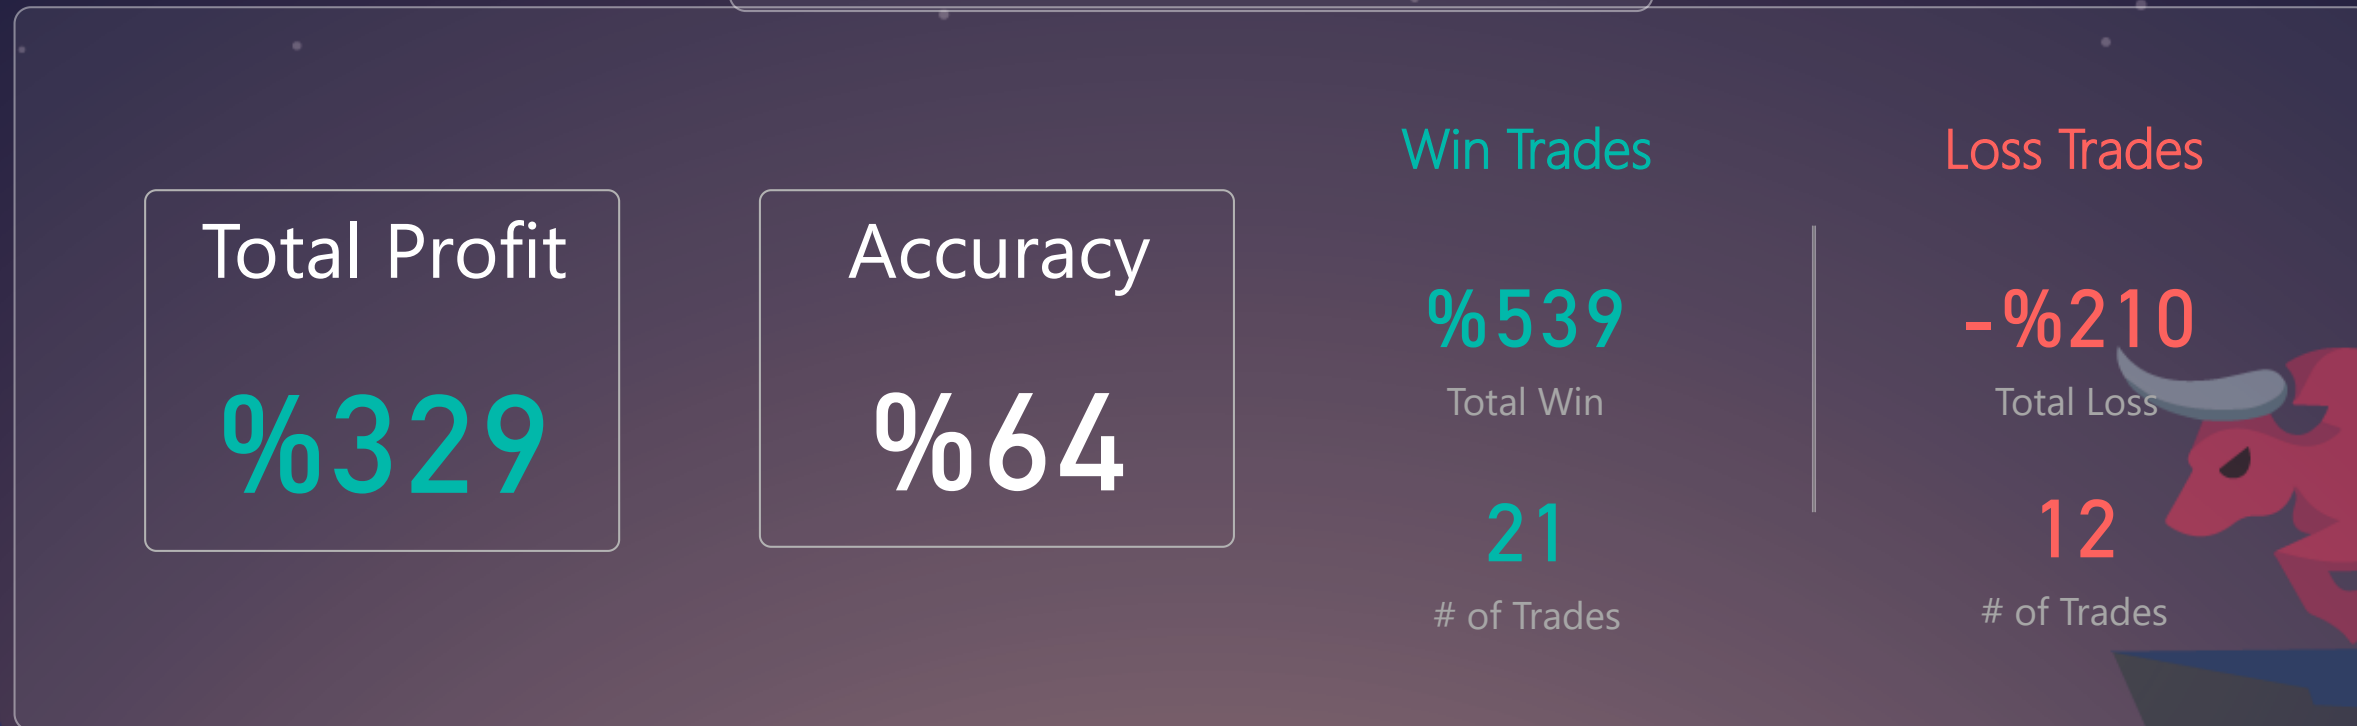 Total Profit
%329
Accuracy
%64
Win Trades
%539
Total Win
21
# of Trades
Loss Trades
-%210
Total Loss
12
# of Trades